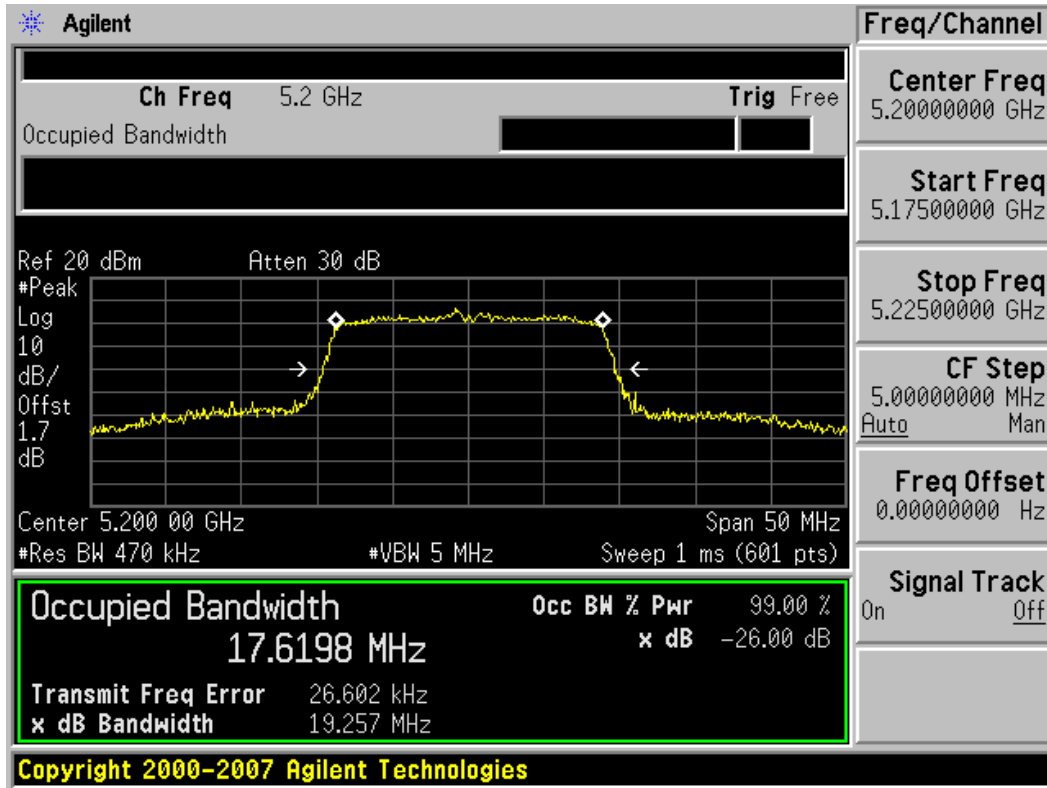 Agilent
Freq/Channel
Ch Freq 5.2 GHz Trig Free
Occupied Bandwidth
Center Freq
5.20000000 GHz
Start Freq
5.17500000 GHz
Stop Freq
5.22500000 GHz
CF Step
5.00000000 MHz
Auto Man
Freq Offset
0.00000000 Hz
Signal Track
On Off
Ref 20 dBm Atten 30 dB
#Peak
Log
10
dB/
Offst
1.7
dB
Center 5.200 00 GHz Span 50 MHz
#Res BW 470 kHz #VBW 5 MHz Sweep 1 ms (601 pts)
Occupied Bandwidth Occ BW % Pwr 99.00 %
17.6198 MHz x dB -26.00 dB
Transmit Freq Error 26.602 kHz
x dB Bandwidth 19.257 MHz
Copyright 2000-2007 Agilent Technologies